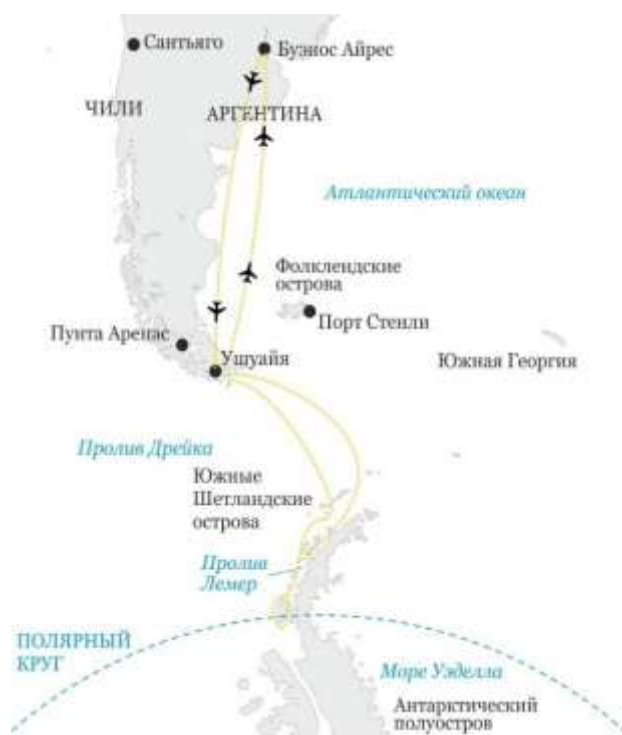 Сантьяго
Буэнос Айрес
ЧИЛИ
АРГЕНТИНА
Атлантический океан
Фолклендские
острова
Порт Стенли
Пунта Аренас
Ушуайя
Южная Георгия
Пролив Дрейка
Южные
Шетландские
острова
Пролив
Лемер
ПОЛЯРНЫЙ
КРУГ
Море Уэделла
Антарктический
полуостров